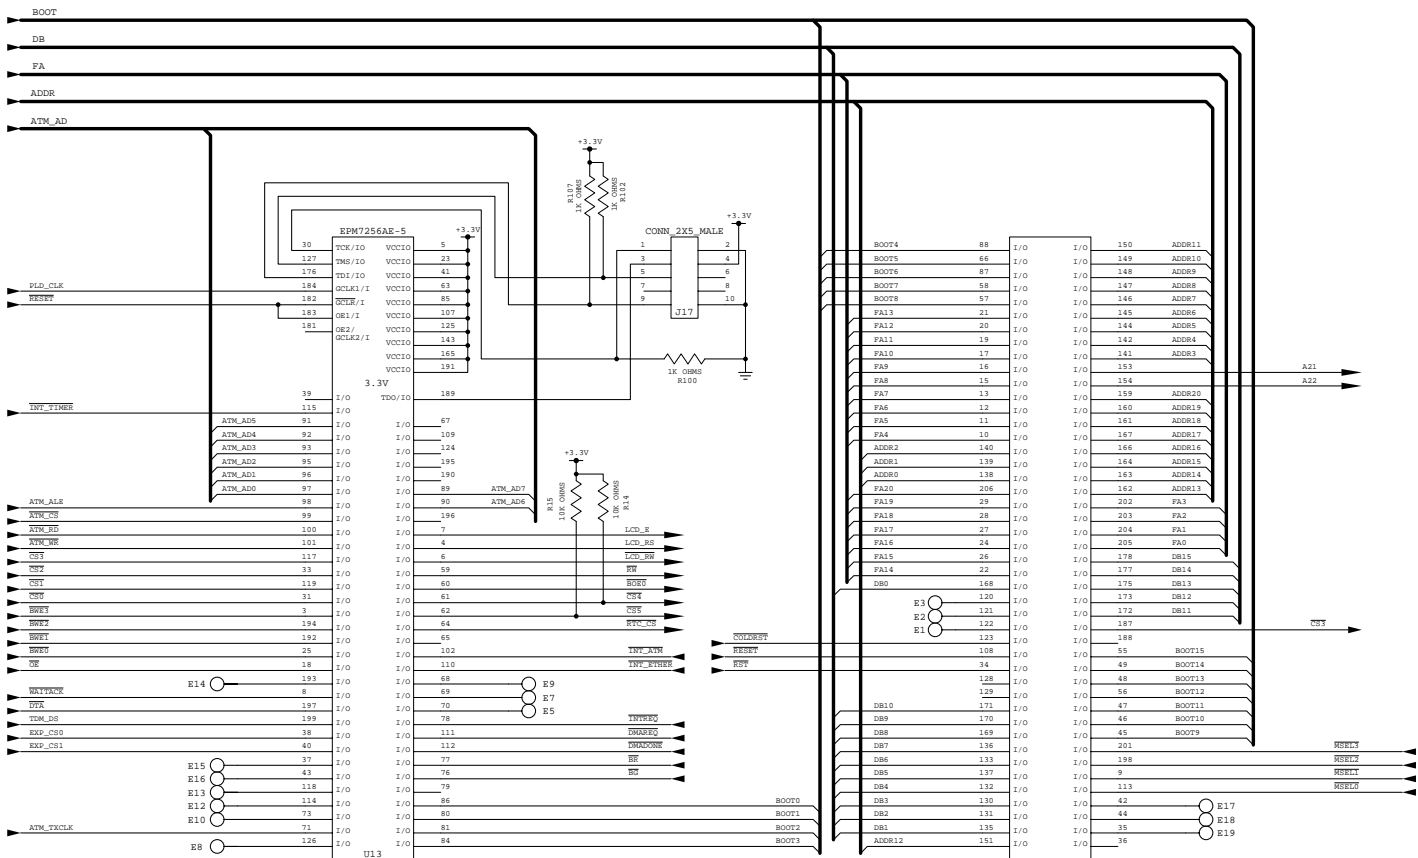 BOOT
DB
FA
ADDR
ATM_AD
+3.3V
R107
1K OHMS
1K OHMS
R102
EPM7256AE-5
+3.3V
CONN_2X5_MALE
+3.3V
30 TCK/IO VCCIO 5
127 TMS/IO VCCIO 23
176 TDI/IO VCCIO 41
PLD_CLK 184 GCLK1/I VCCIO 63
RESET 182 GCLR/I VCCIO 85
183 OE1/I VCCIO 107
181 OE2/ VCCIO 125
GCLK2/I VCCIO 143
VCCIO 165
VCCIO 191
3.3V
1 2
3 4
5 6
7 8
9 10
J17
1K OHMS
R100
39 I/O TDO/IO 189
INT_TIMER 115 I/O
ATM_AD5 91 I/O I/O 67
ATM_AD4 92 I/O I/O 109
ATM_AD3 93 I/O I/O 124
ATM_AD2 95 I/O I/O 195
ATM_AD1 96 I/O I/O 190
ATM_AD0 97 I/O I/O 89 ATM_AD7
ATM_ALE 98 I/O I/O 90 ATM_AD6
ATM_CS 99 I/O I/O 196
+3.3V
R15
10K OHMS
10K OHMS
R14
ATM_RD 100 I/O I/O 7 LCD_E
ATM_WR 101 I/O I/O 4 LCD_RS
CS3 117 I/O I/O 6 LCD_RW
CS2 33 I/O I/O 59 RW
CS1 119 I/O I/O 60 BOE0
CS0 31 I/O I/O 61 CS4
BWE3 3 I/O I/O 62 CS5
BWE2 194 I/O I/O 64 RTC_CS
BWE1 192 I/O I/O 65
BWE0 25 I/O I/O 102 INT_ATM
OE 18 I/O I/O 110 INT_ETHER
E14 193 I/O I/O 68 E9
WAITACK 8 I/O I/O 69 E7
DTA 197 I/O I/O 70 E5
TDM_DS 199 I/O I/O 78 INTREQ
EXP_CS0 38 I/O I/O 111 DMAREQ
EXP_CS1 40 I/O I/O 112 DMADONE
E15 37 I/O I/O 77 BR
E16 43 I/O I/O 76 BG
E13 118 I/O I/O 79
E12 114 I/O I/O 86 BOOT0
E10 73 I/O I/O 80 BOOT1
ATM_TXCLK 71 I/O I/O 81 BOOT2
E8 126 I/O I/O 84 BOOT3
U13
BOOT4 88 I/O I/O 150 ADDR11
BOOT5 66 I/O I/O 149 ADDR10
BOOT6 87 I/O I/O 148 ADDR9
BOOT7 58 I/O I/O 147 ADDR8
BOOT8 57 I/O I/O 146 ADDR7
FA13 21 I/O I/O 145 ADDR6
FA12 20 I/O I/O 144 ADDR5
FA11 19 I/O I/O 142 ADDR4
FA10 17 I/O I/O 141 ADDR3
FA9 16 I/O I/O 153 A21
FA8 15 I/O I/O 154 A22
FA7 13 I/O I/O 159 ADDR20
FA6 12 I/O I/O 160 ADDR19
FA5 11 I/O I/O 161 ADDR18
FA4 10 I/O I/O 167 ADDR17
ADDR2 140 I/O I/O 166 ADDR16
ADDR1 139 I/O I/O 164 ADDR15
ADDR0 138 I/O I/O 163 ADDR14
FA20 206 I/O I/O 162 ADDR13
FA19 29 I/O I/O 202 FA3
FA18 28 I/O I/O 203 FA2
FA17 27 I/O I/O 204 FA1
FA16 24 I/O I/O 205 FA0
FA15 26 I/O I/O 178 DB15
FA14 22 I/O I/O 177 DB14
DB0 168 I/O I/O 175 DB13
E3 120 I/O I/O 173 DB12
E2 121 I/O I/O 172 DB11
E1 122 I/O I/O 187 CS3
COLDRST 123 I/O I/O 188
RESET 108 I/O I/O 55 BOOT15
RST 34 I/O I/O 49 BOOT14
128 I/O I/O 48 BOOT13
129 I/O I/O 56 BOOT12
DB10 171 I/O I/O 47 BOOT11
DB9 170 I/O I/O 46 BOOT10
DB8 169 I/O I/O 45 BOOT9
DB7 136 I/O I/O 201 MSEL3
DB6 133 I/O I/O 198 MSEL2
DB5 137 I/O I/O 9 MSEL1
DB4 132 I/O I/O 113 MSEL0
DB3 130 I/O I/O 42 E17
DB2 131 I/O I/O 44 E18
DB1 135 I/O I/O 35 E19
ADDR12 151 I/O I/O 36